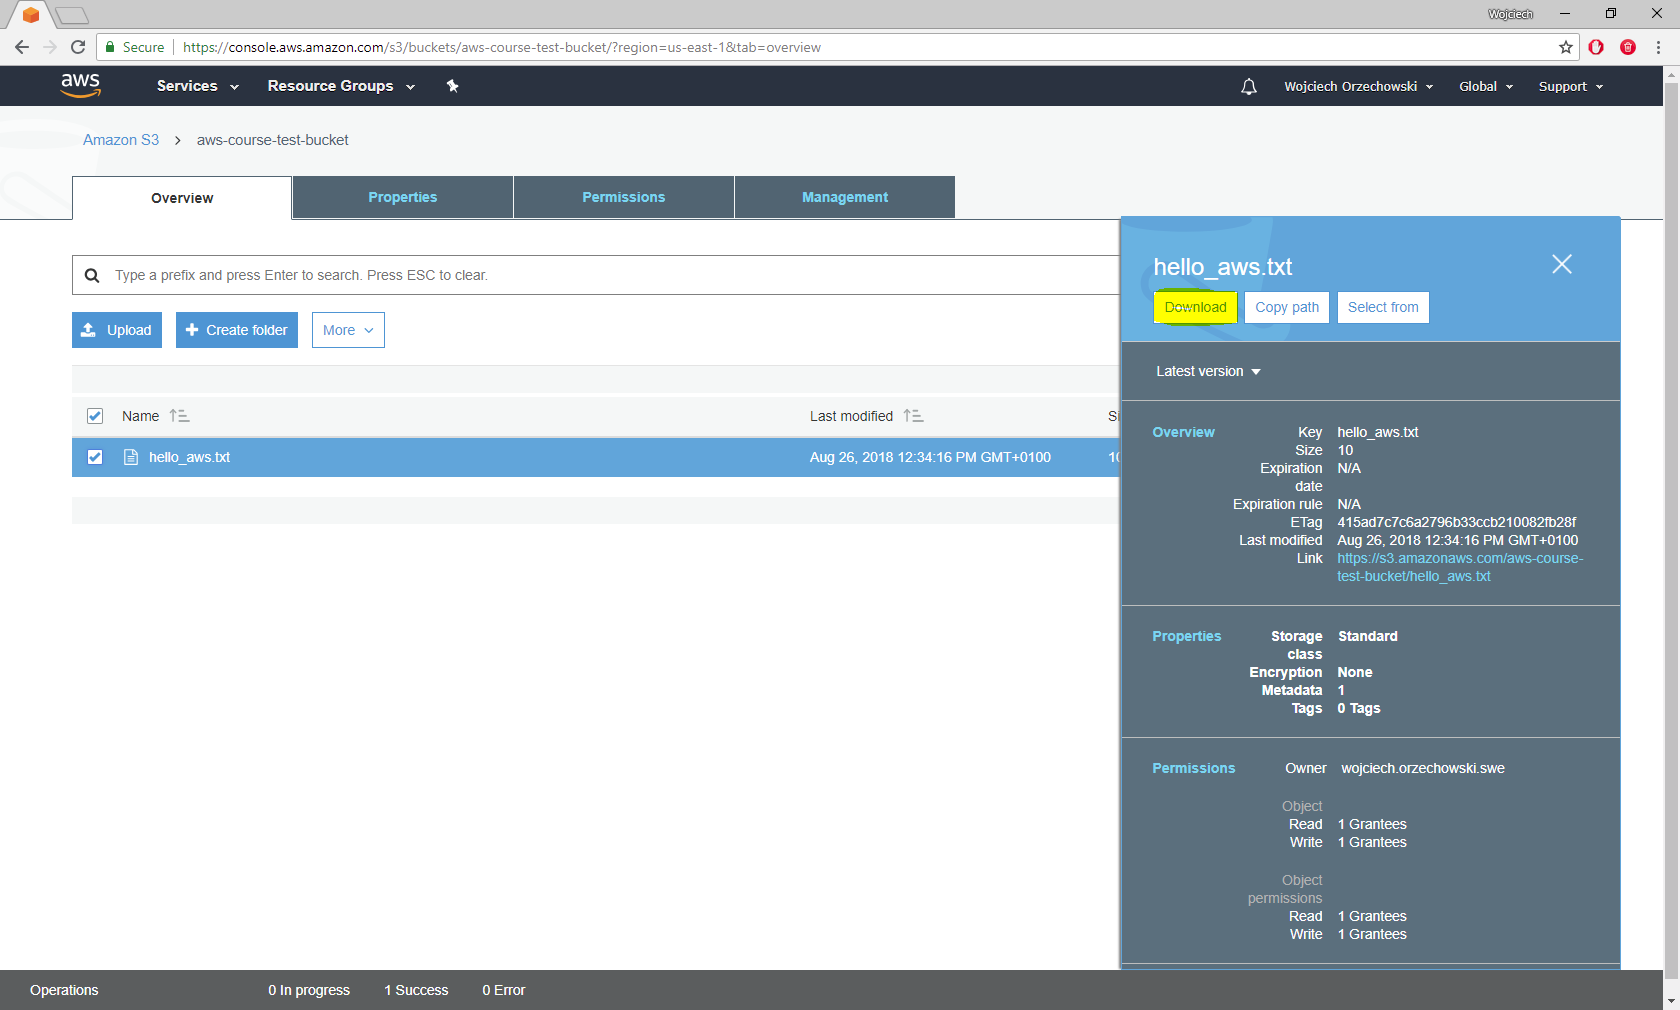 Wojciech
Secure
https://console.aws.amazon.com/s3/buckets/aws-course-test-bucket/?region=us-east-1&tab=overview
aws
Services
Resource Groups
Wojciech Orzechowski
Global
Support
Amazon S3 > aws-course-test-bucket
Overview
Properties
Permissions
Management
Type a prefix and press Enter to search. Press ESC to clear.
Upload
Create folder
More
Name
Last modified
hello_aws.txt
Aug 26, 2018 12:34:16 PM GMT+0100
10
hello_aws.txt
Download
Copy path
Select from
Latest version
Overview
Key hello_aws.txt
Size 10
Expiration date N/A
Expiration rule N/A
ETag 415ad7c7c6a2796b33ccb210082fb28f
Last modified Aug 26, 2018 12:34:16 PM GMT+0100
Link https://s3.amazonaws.com/aws-course-
test-bucket/hello_aws.txt
Properties
Storage class Standard
Encryption None
Metadata 1
Tags 0 Tags
Permissions
Owner wojciech.orzechowski.swe
Object
Read 1 Grantees
Write 1 Grantees
Object
permissions
Read 1 Grantees
Write 1 Grantees
Operations
0 In progress
1 Success
0 Error